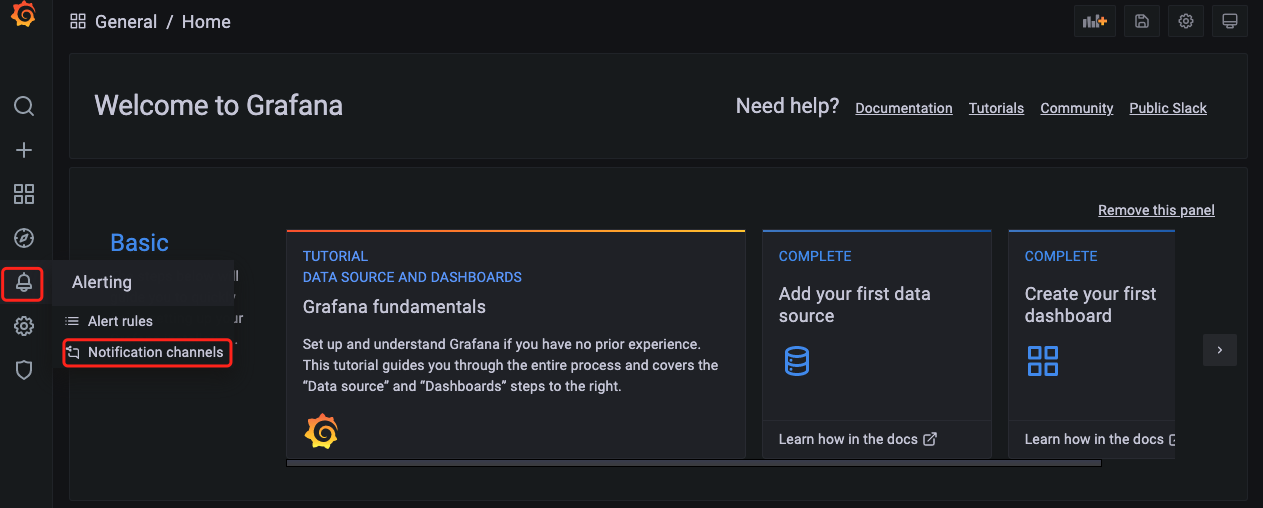 General / Home
Welcome to Grafana
Need help?
Documentation
Tutorials
Community
Public Slack
Remove this panel
Basic
Alerting
Alert rules
Notification channels
TUTORIAL
DATA SOURCE AND DASHBOARDS
Grafana fundamentals
Set up and understand Grafana if you have no prior experience.
This tutorial guides you through the entire process and covers the
“Data source” and “Dashboards” steps to the right.
COMPLETE
Add your first data
source
Learn how in the docs
COMPLETE
Create your first
dashboard
Learn how in the docs